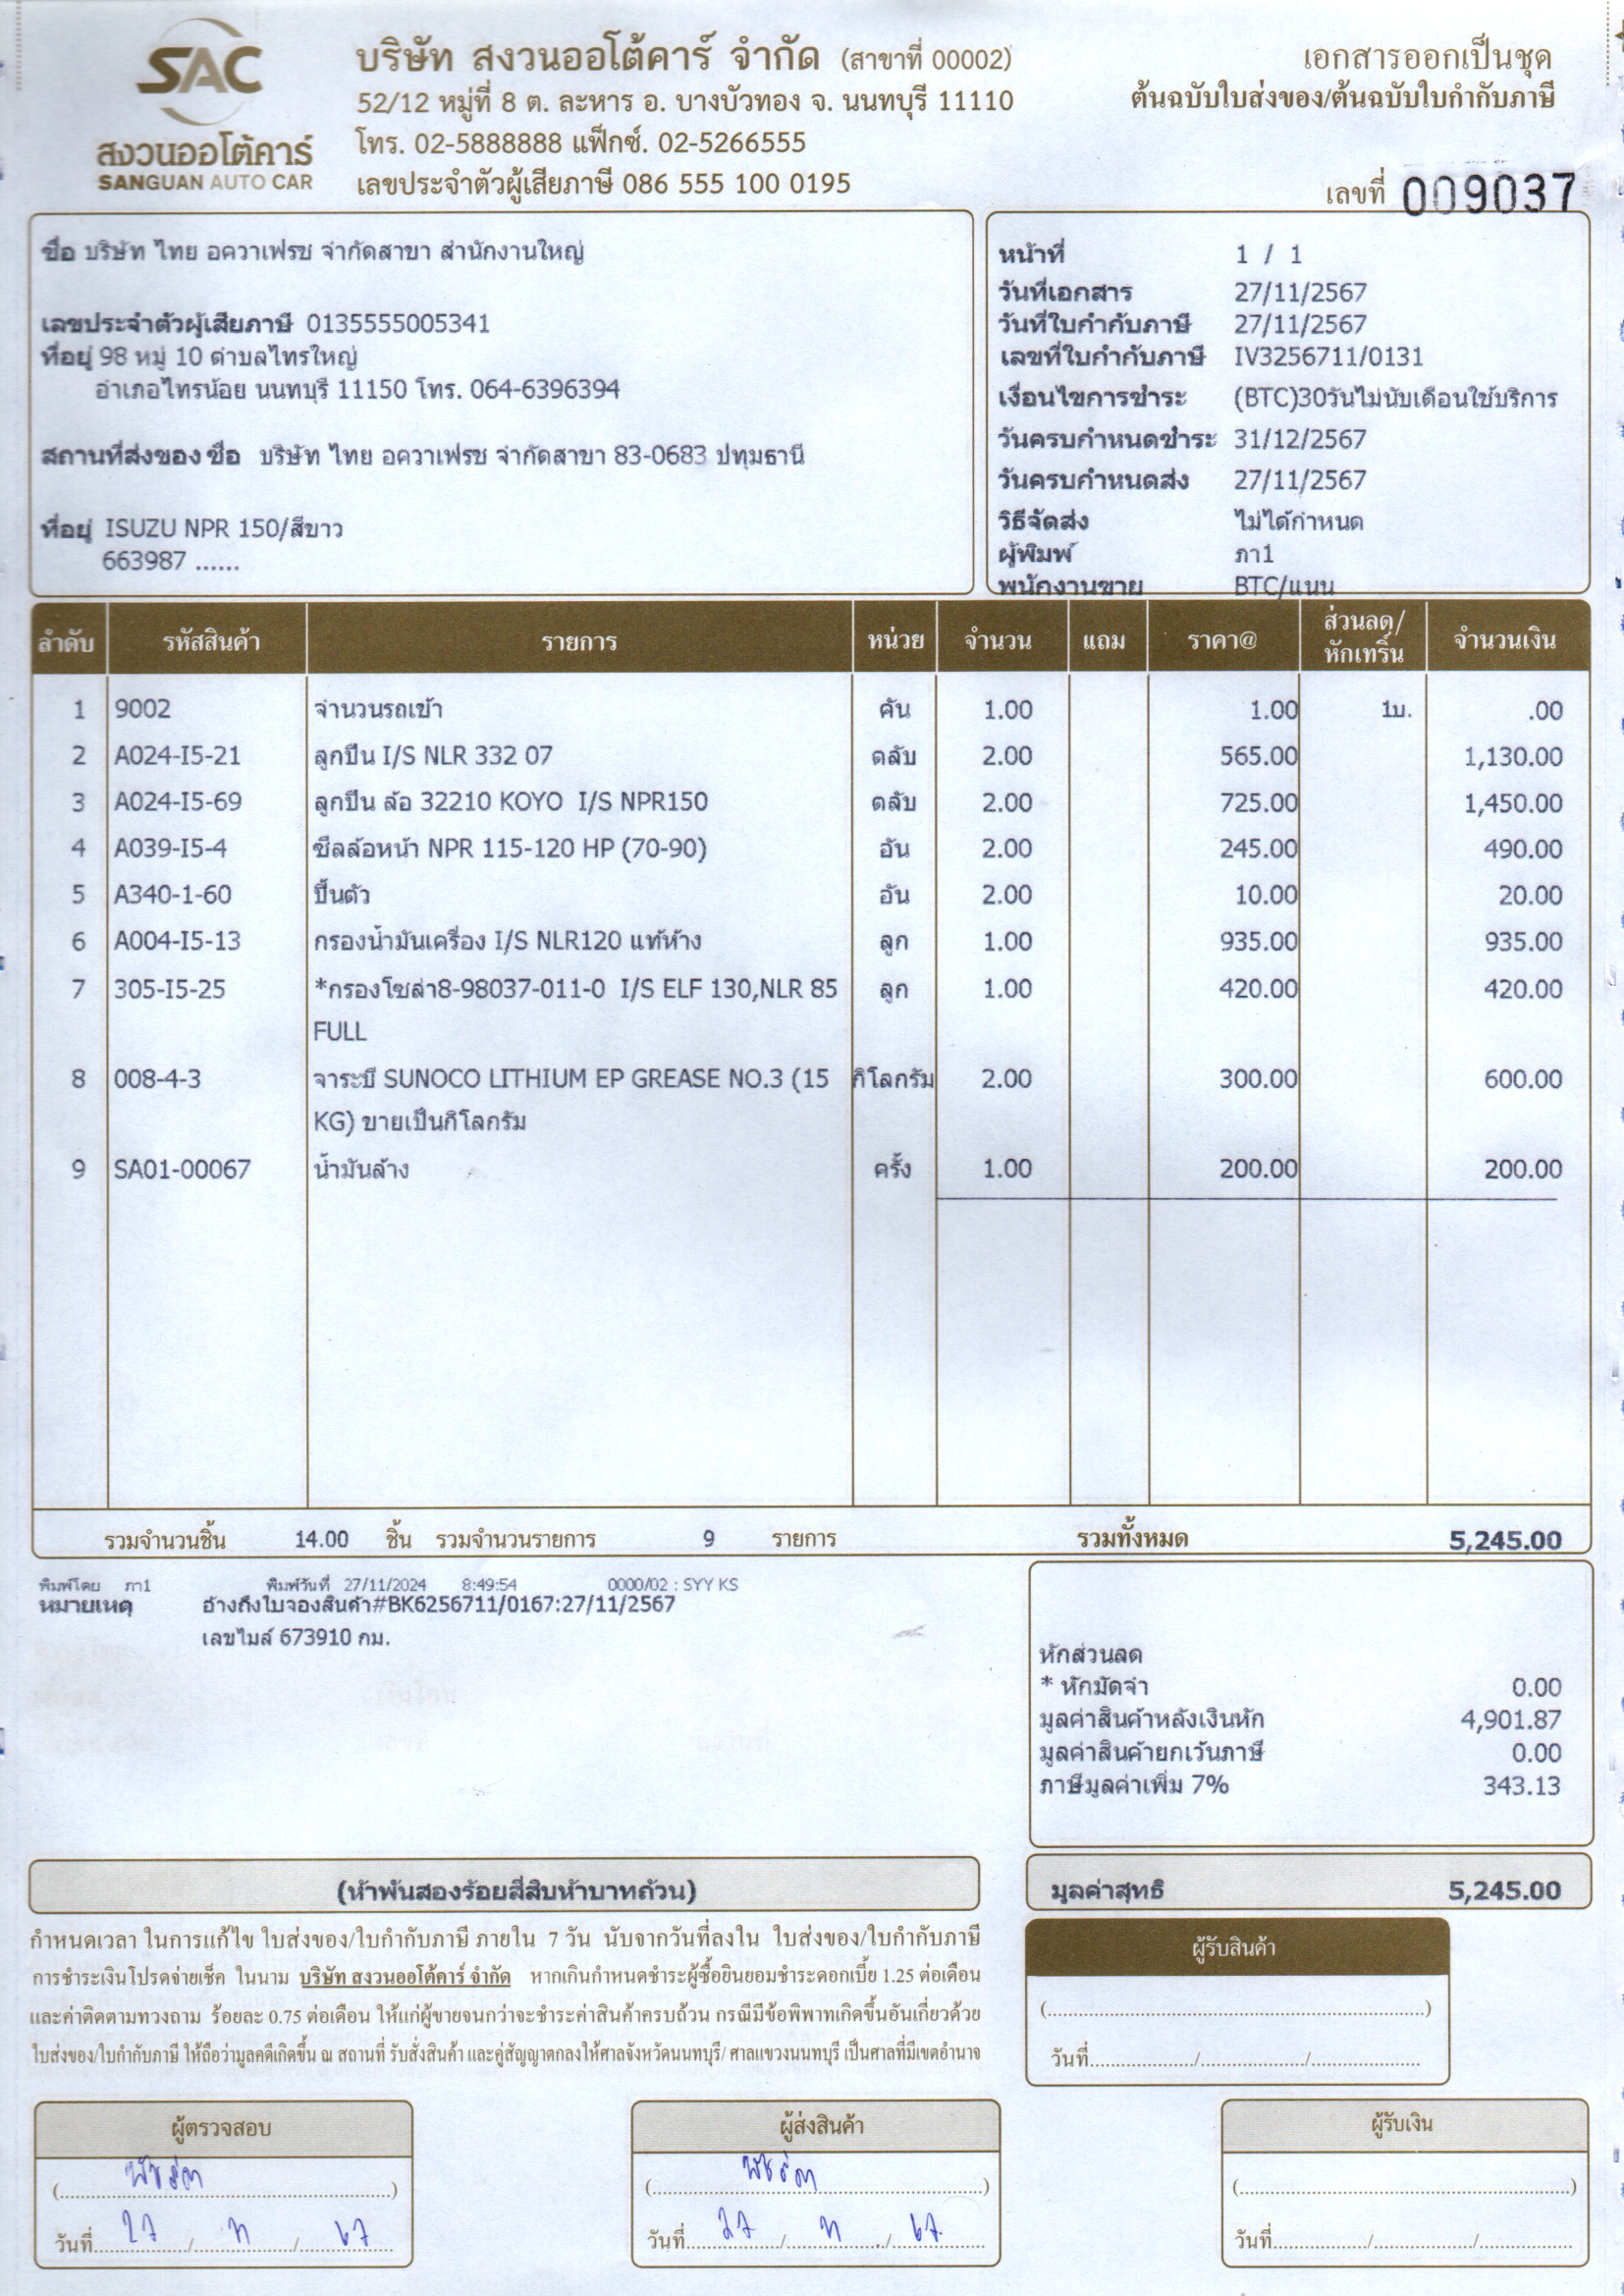 SAC
สงวนออโต้คาร์
SANGUAN AUTO CAR
บริษัท สงวนออโต้คาร์ จำกัด (สาขาที่ 00002)
52/12 หมู่ที่ 8 ต. ละหาร อ. บางบัวทอง จ. นนทบุรี 11110
โทร. 02-5888888 แฟ็กซ์. 02-5266555
เลขประจำตัวผู้เสียภาษี 086 555 100 0195
เอกสารออกเป็นชุด
ต้นฉบับใบส่งของ/ต้นฉบับใบกำกับภาษี
เลขที่ 009037
ชื่อ บริษัท ไทย อควาเฟรช จำกัดสาขา สำนักงานใหญ่
เลขประจำตัวผู้เสียภาษี 0135555005341
ที่อยู่ 98 หมู่ 10 ตำบลไทรใหญ่
อำเภอไทรน้อย นนทบุรี 11150 โทร. 064-6396394
สถานที่ส่งของ ชื่อ บริษัท ไทย อควาเฟรช จำกัดสาขา 83-0683 ปทุมธานี
ที่อยู่ ISUZU NPR 150/สีขาว
663987 ......
หน้าที่ 1 / 1
วันที่เอกสาร 27/11/2567
วันที่ใบกำกับภาษี 27/11/2567
เลขที่ใบกำกับภาษี IV3256711/0131
เงื่อนไขการชำระ (BTC)30วันไม่นับเดือนใช้บริการ
วันครบกำหนดชำระ 31/12/2567
วันครบกำหนดส่ง 27/11/2567
วิธีจัดส่ง ไม่ได้กำหนด
ผู้พิมพ์ ภา1
พนักงานขาย BTC/แนน
ลำดับ รหัสสินค้า รายการ หน่วย จำนวน แถม ราคา@ ส่วนลด/หักเทริ์น จำนวนเงิน
1 9002 จำนวนรถเข้า คัน 1.00 1.00 1บ. .00
2 A024-I5-21 ลูกปืน I/S NLR 332 07 ตลับ 2.00 565.00 1,130.00
3 A024-I5-69 ลูกปืน ล้อ 32210 KOYO I/S NPR150 ตลับ 2.00 725.00 1,450.00
4 A039-I5-4 ซีลล้อหน้า NPR 115-120 HP (70-90) อัน 2.00 245.00 490.00
5 A340-1-60 ปิ้นตัว อัน 2.00 10.00 20.00
6 A004-I5-13 กรองน้ำมันเครื่อง I/S NLR120 แท้ห้าง ลูก 1.00 935.00 935.00
7 305-I5-25 *กรองโซล่า8-98037-011-0 I/S ELF 130,NLR 85 ลูก 1.00 420.00 420.00
FULL
8 008-4-3 จาระบี SUNOCO LITHIUM EP GREASE NO.3 (15 กิโลกรัม 2.00 300.00 600.00
KG) ขายเป็นกิโลกรัม
9 SA01-00067 น้ำมันล้าง ครั้ง 1.00 200.00 200.00
รวมจำนวนชิ้น 14.00 ชิ้น รวมจำนวนรายการ 9 รายการ รวมทั้งหมด 5,245.00
พิมพ์โดย ภา1 พิมพ์วันที่ 27/11/2024 8:49:54 0000/02 : SYY KS
หมายเหตุ อ้างถึงใบจองสินค้า#BK6256711/0167:27/11/2567
เลขไมล์ 673910 กม.
หักส่วนลด
* หักมัดจำ 0.00
มูลค่าสินค้าหลังเงินหัก 4,901.87
มูลค่าสินค้ายกเว้นภาษี 0.00
ภาษีมูลค่าเพิ่ม 7% 343.13
(ห้าพันสองร้อยสี่สิบห้าบาทถ้วน)
มูลค่าสุทธิ 5,245.00
กำหนดเวลา ในการแก้ไข ใบส่งของ/ใบกำกับภาษี ภายใน 7 วัน นับจากวันที่ลงใน ใบส่งของ/ใบกำกับภาษี
การชำระเงินโปรดจ่ายเช็ค ในนาม บริษัท สงวนออโต้คาร์ จำกัด หากเกินกำหนดชำระผู้ซื้อยินยอมชำระดอกเบี้ย 1.25 ต่อเดือน
และค่าติดตามทวงถาม ร้อยละ 0.75 ต่อเดือน ให้แก่ผู้ขายจนกว่าจะชำระค่าสินค้าครบถ้วน กรณีมีข้อพิพาทเกิดขึ้นอันเกี่ยวด้วย
ใบส่งของ/ใบกำกับภาษี ให้ถือว่ามูลคดีเกิดขึ้น ณ สถานที่ รับสั่งสินค้า และคู่สัญญาตกลงให้ศาลจังหวัดนนทบุรี/ ศาลแขวงนนทบุรี เป็นศาลที่มีเขตอำนาจ
ผู้รับสินค้า
(......................................)
วันที่............/............/............
ผู้ตรวจสอบ
วันที่ 27 / 11 / 67
ผู้ส่งสินค้า
วันที่ 27 / 11 / 67
ผู้รับเงิน
(......................................)
วันที่............/............/............